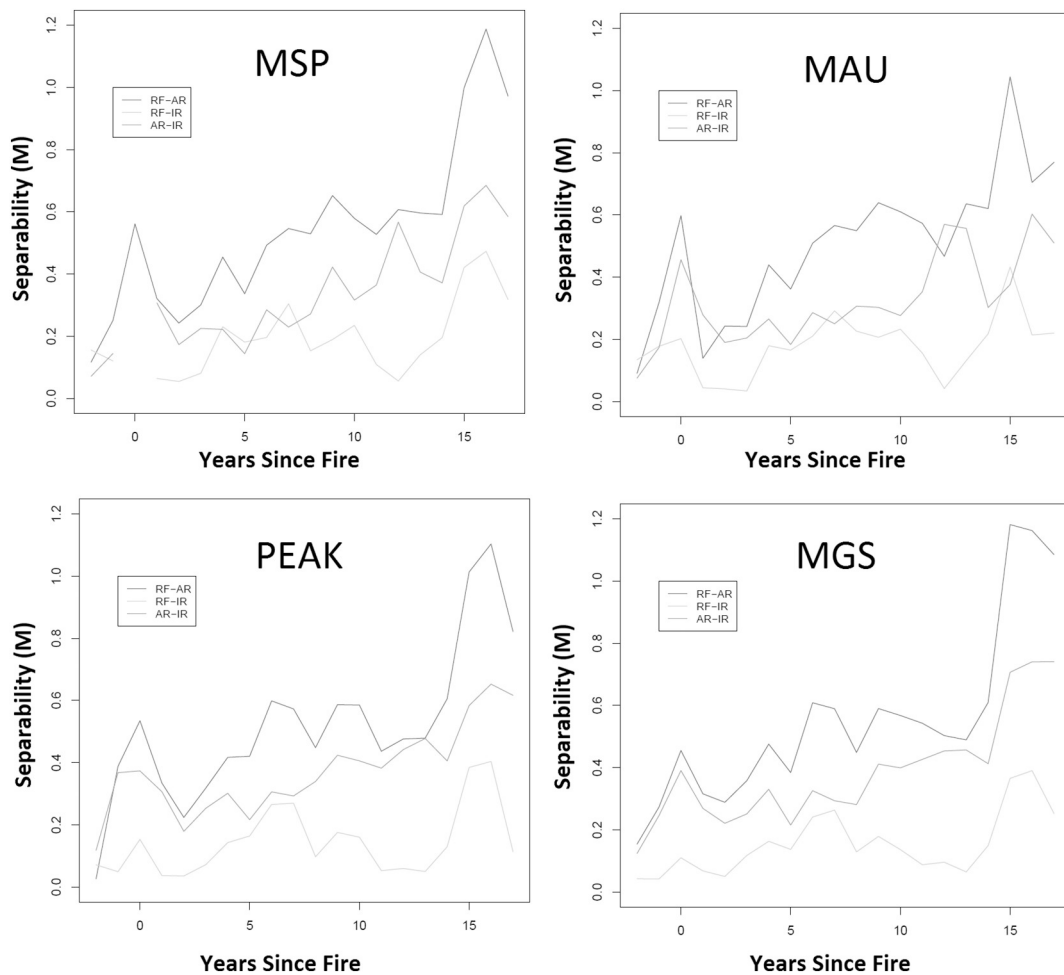 MSP
Separability (M)
0.0 0.2 0.4 0.6 0.8 1.0 1.2
RF-AR
RF-IR
AR-IR
0 5 10 15
Years Since Fire
MAU
Separability (M)
0.0 0.2 0.4 0.6 0.8 1.0 1.2
RF-AR
RF-IR
AR-IR
0 5 10 15
Years Since Fire
PEAK
Separability (M)
0.0 0.2 0.4 0.6 0.8 1.0 1.2
RF-AR
RF-IR
AR-IR
0 5 10 15
Years Since Fire
MGS
Separability (M)
0.0 0.2 0.4 0.6 0.8 1.0 1.2
RF-AR
RF-IR
AR-IR
0 5 10 15
Years Since Fire